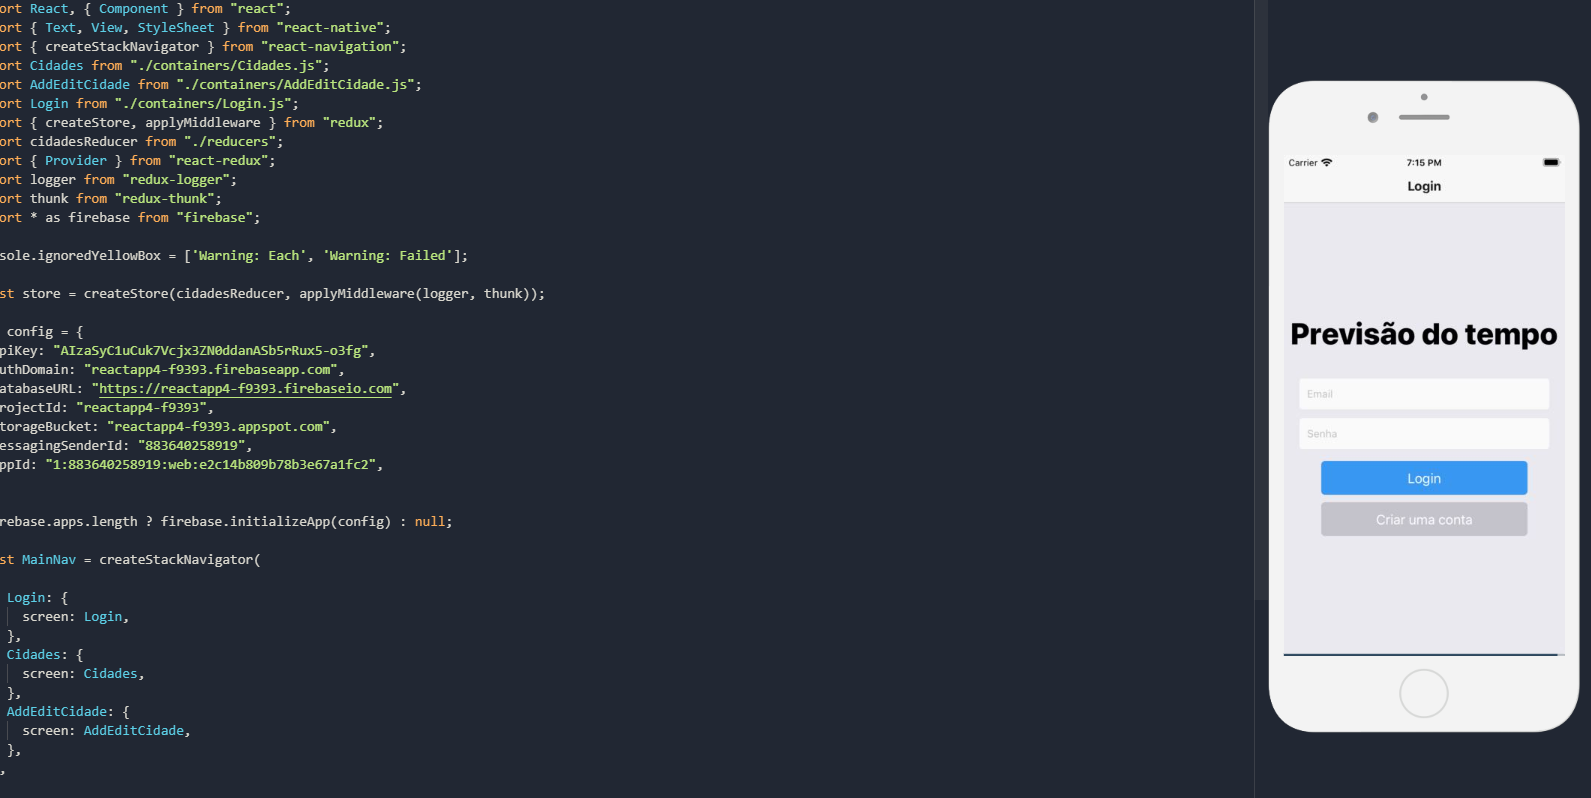 ort React, { Component } from "react";
ort { Text, View, StyleSheet } from "react-native";
ort { createStackNavigator } from "react-navigation";
ort Cidades from "./containers/Cidades.js";
ort AddEditCidade from "./containers/AddEditCidade.js";
ort Login from "./containers/Login.js";
ort { createStore, applyMiddleware } from "redux";
ort cidadesReducer from "./reducers";
ort { Provider } from "react-redux";
ort logger from "redux-logger";
ort thunk from "redux-thunk";
ort * as firebase from "firebase";
sole.ignoredYellowBox = ['Warning: Each', 'Warning: Failed'];
st store = createStore(cidadesReducer, applyMiddleware(logger, thunk));
config = {
piKey: "AIzaSyC1uCuk7Vcjx3ZN0ddanASb5rRux5-o3fg",
uthDomain: "reactapp4-f9393.firebaseapp.com",
atabaseURL: "https://reactapp4-f9393.firebaseio.com",
rojectId: "reactapp4-f9393",
torageBucket: "reactapp4-f9393.appspot.com",
essagingSenderId: "883640258919",
ppId: "1:883640258919:web:e2c14b809b78b3e67a1fc2",
rebase.apps.length ? firebase.initializeApp(config) : null;
st MainNav = createStackNavigator(
Login: {
screen: Login,
},
Cidades: {
screen: Cidades,
},
AddEditCidade: {
screen: AddEditCidade,
},
,
Carrier 7:15 PM
Login
Previsão do tempo
Email
Senha
Login
Criar uma conta